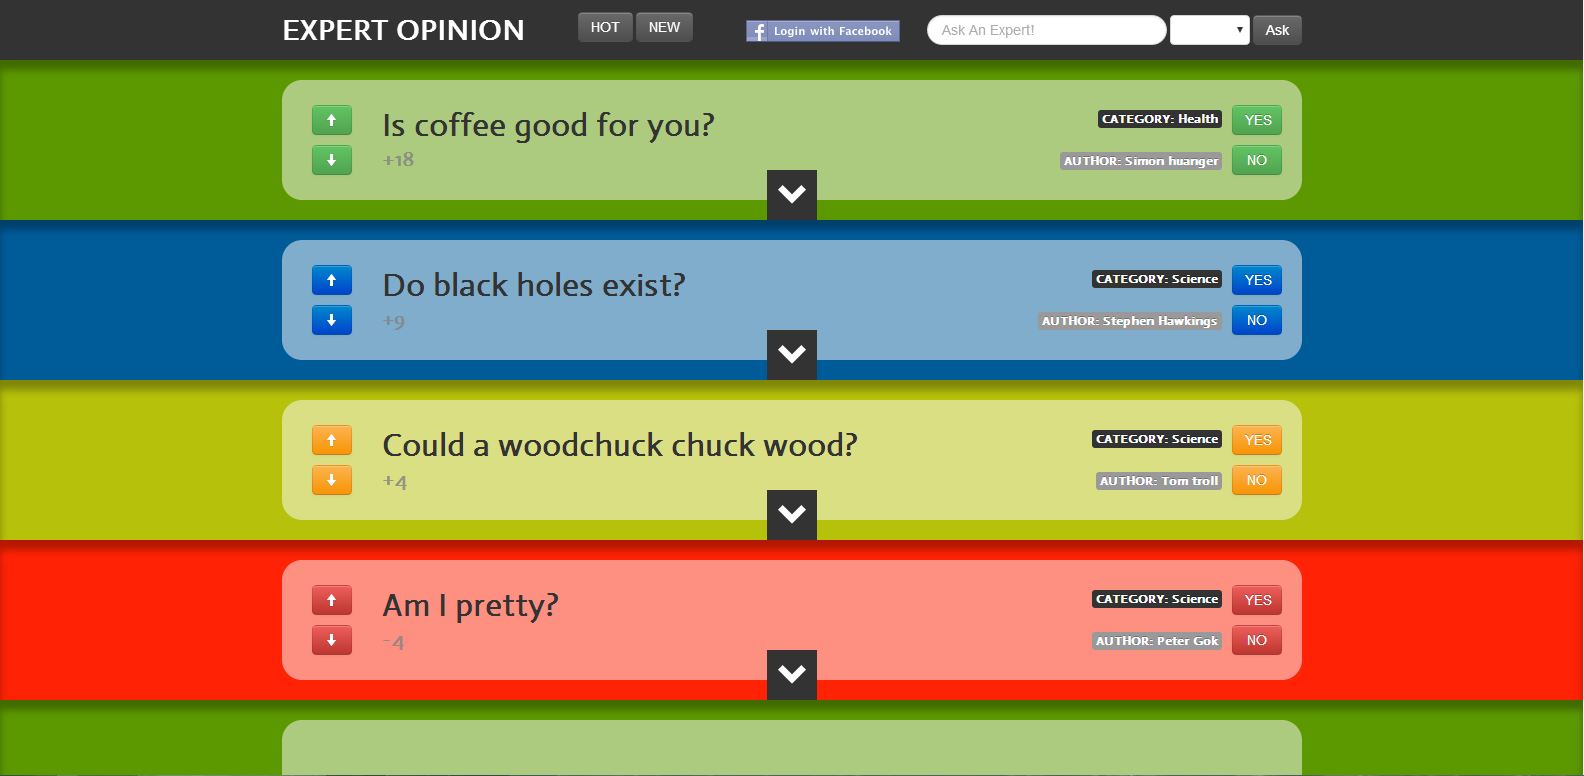 EXPERT OPINION HOT NEW f Login with Facebook Ask An Expert! Ask
Is coffee good for you? CATEGORY: Health YES
+18 AUTHOR: Simon huanger NO
Do black holes exist? CATEGORY: Science YES
+9 AUTHOR: Stephen Hawkings NO
Could a woodchuck chuck wood? CATEGORY: Science YES
+4 AUTHOR: Tom troll NO
Am I pretty? CATEGORY: Science YES
-4 AUTHOR: Peter Gok NO